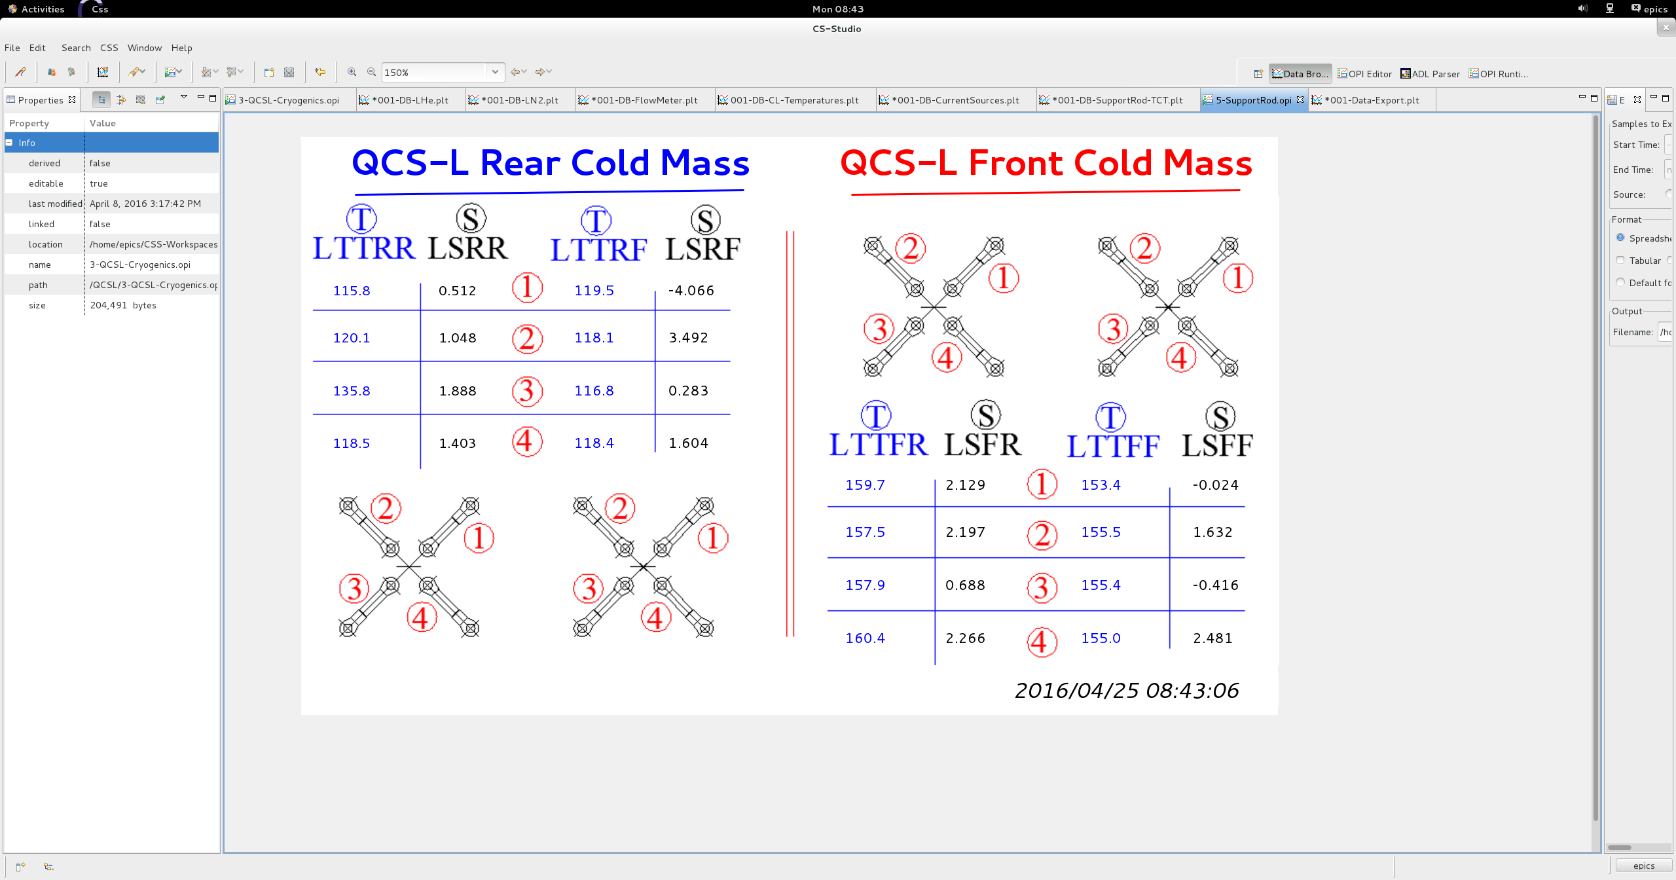 Activities Css Mon 08:43 epics
CS-Studio
File Edit Search CSS Window Help
150% Data Bro... OPI Editor ADL Parser OPI Runti...
Properties 3-QCSL-Cryogenics.opi *001-DB-LHe.plt *001-DB-LN2.plt *001-DB-FlowMeter.plt 001-DB-CL-Temperatures.plt *001-DB-CurrentSources.plt *001-DB-SupportRod-TCT.plt 5-SupportRod.opi *001-Data-Export.plt E
Property Value
Info
derived false
editable true
last modified April 8, 2016 3:17:42 PM
linked false
location /home/epics/CSS-Workspaces
name 3-QCSL-Cryogenics.opi
path /QCSL/3-QCSL-Cryogenics.op
size 204,491 bytes
QCS-L Rear Cold Mass
T S T S
LTTRR LSRR LTTRF LSRF
115.8 0.512 1 119.5 -4.066
120.1 1.048 2 118.1 3.492
135.8 1.888 3 116.8 0.283
118.5 1.403 4 118.4 1.604
2 1 2 1
3 4 3 4
QCS-L Front Cold Mass
2 1 2 1
3 4 3 4
T S T S
LTTFR LSFR LTTFF LSFF
159.7 2.129 1 153.4 -0.024
157.5 2.197 2 155.5 1.632
157.9 0.688 3 155.4 -0.416
160.4 2.266 4 155.0 2.481
2016/04/25 08:43:06
Samples to Ex
Start Time:
End Time:
Source:
Format
Spreadshe
Tabular
Default fo
Output
Filename: /ho
epics